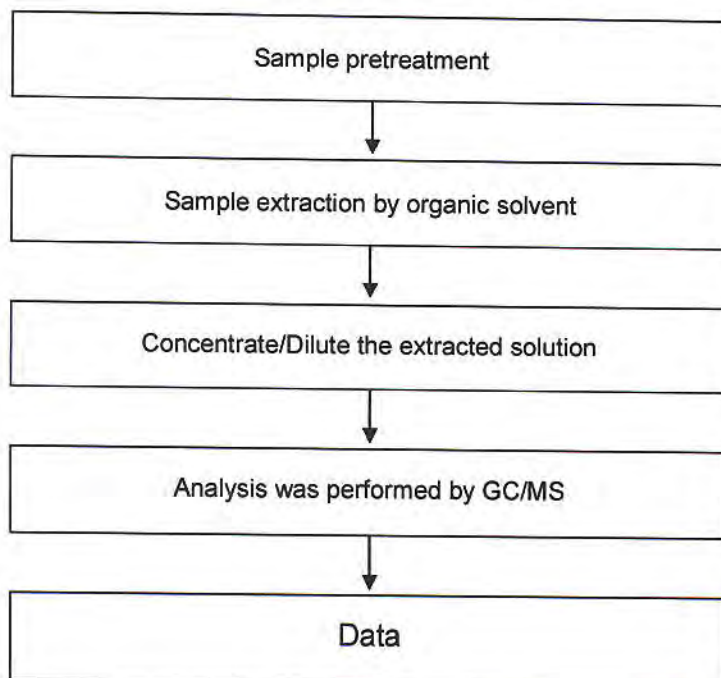 Sample pretreatment
Sample extraction by organic solvent
Concentrate/Dilute the extracted solution
Analysis was performed by GC/MS
Data